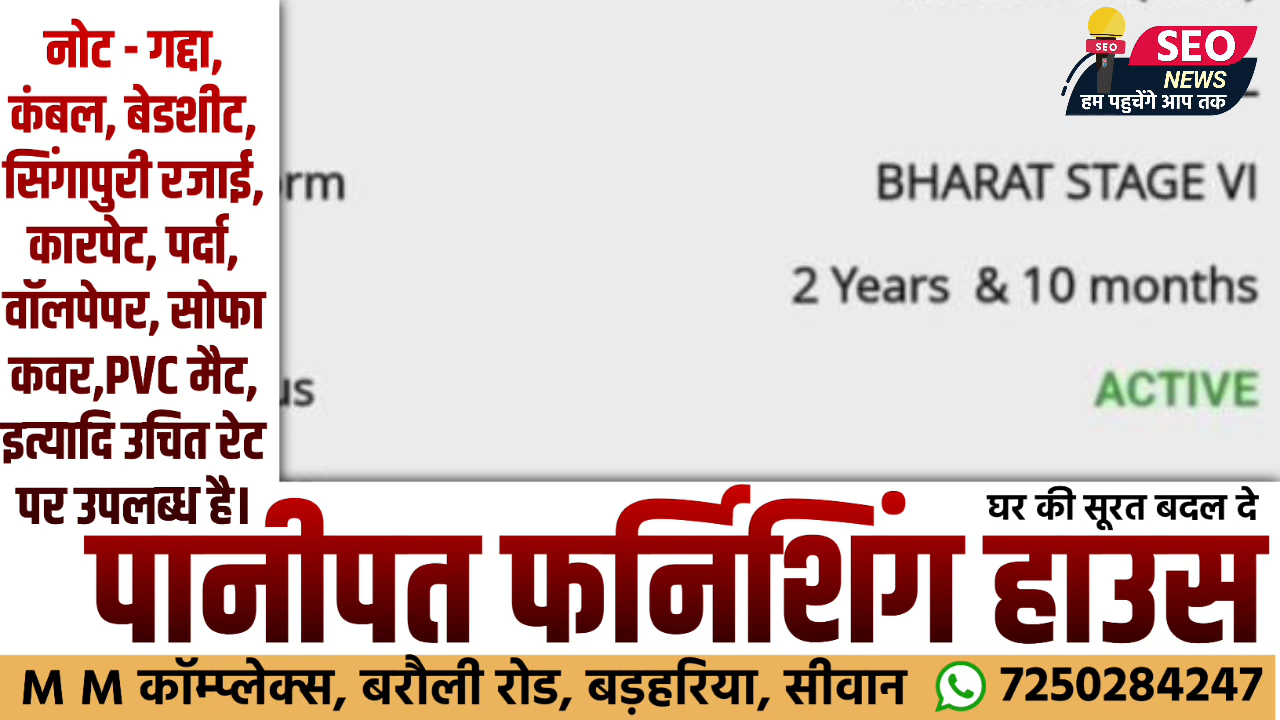 नोट - गद्दा,
कंबल, बेडशीट,
सिंगापुरी रजाई,
कारपेट, पर्दा,
वॉलपेपर, सोफा
कवर,PVC मैट,
इत्यादि उचित रेट
पर उपलब्ध है।
SEO
SEO
NEWS
हम पहुचेंगे आप तक
orm BHARAT STAGE VI
2 Years & 10 months
us ACTIVE
घर की सूरत बदल दे
पानीपत फर्निशिंग हाउस
M M कॉम्प्लेक्स, बरौली रोड, बड़हरिया, सीवान 7250284247